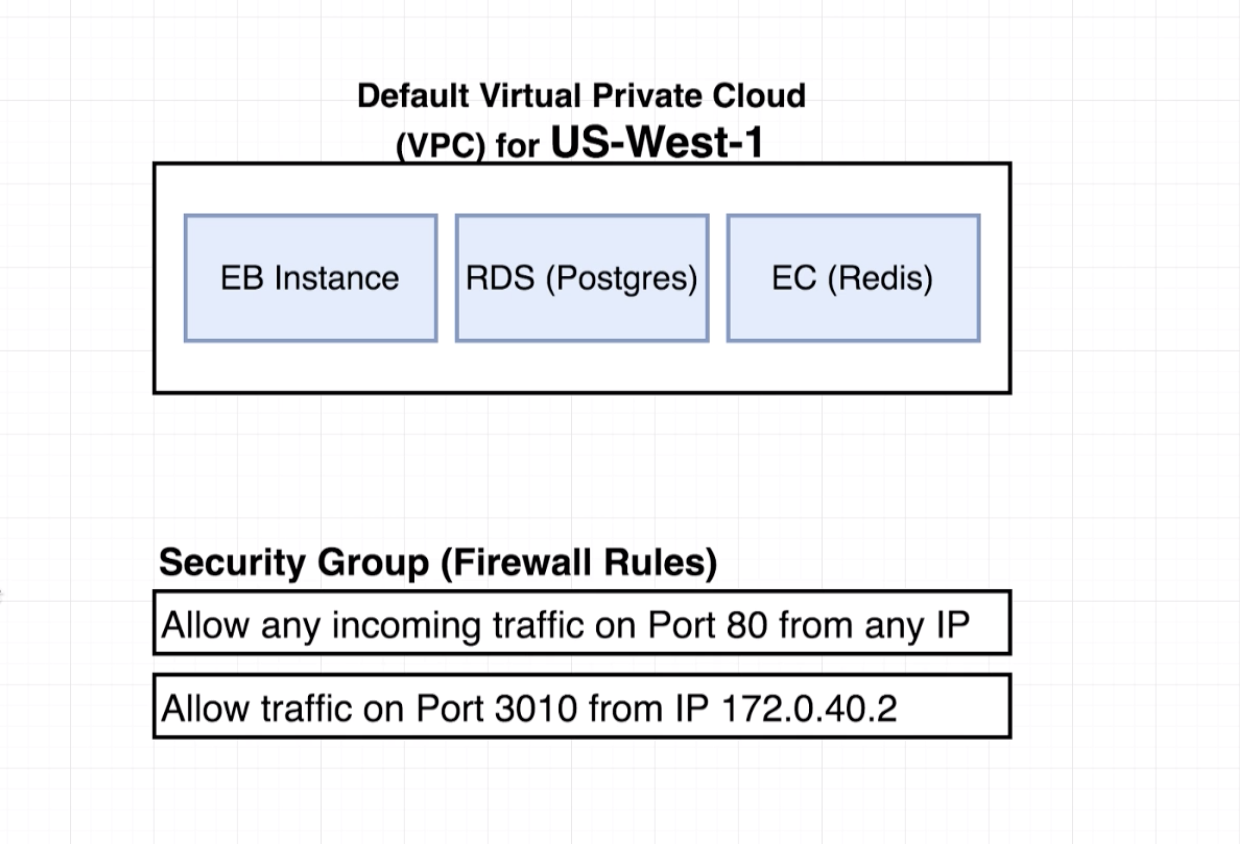 Default Virtual Private Cloud
(VPC) for US-West-1
EB Instance
RDS (Postgres)
EC (Redis)
Security Group (Firewall Rules)
Allow any incoming traffic on Port 80 from any IP
Allow traffic on Port 3010 from IP 172.0.40.2